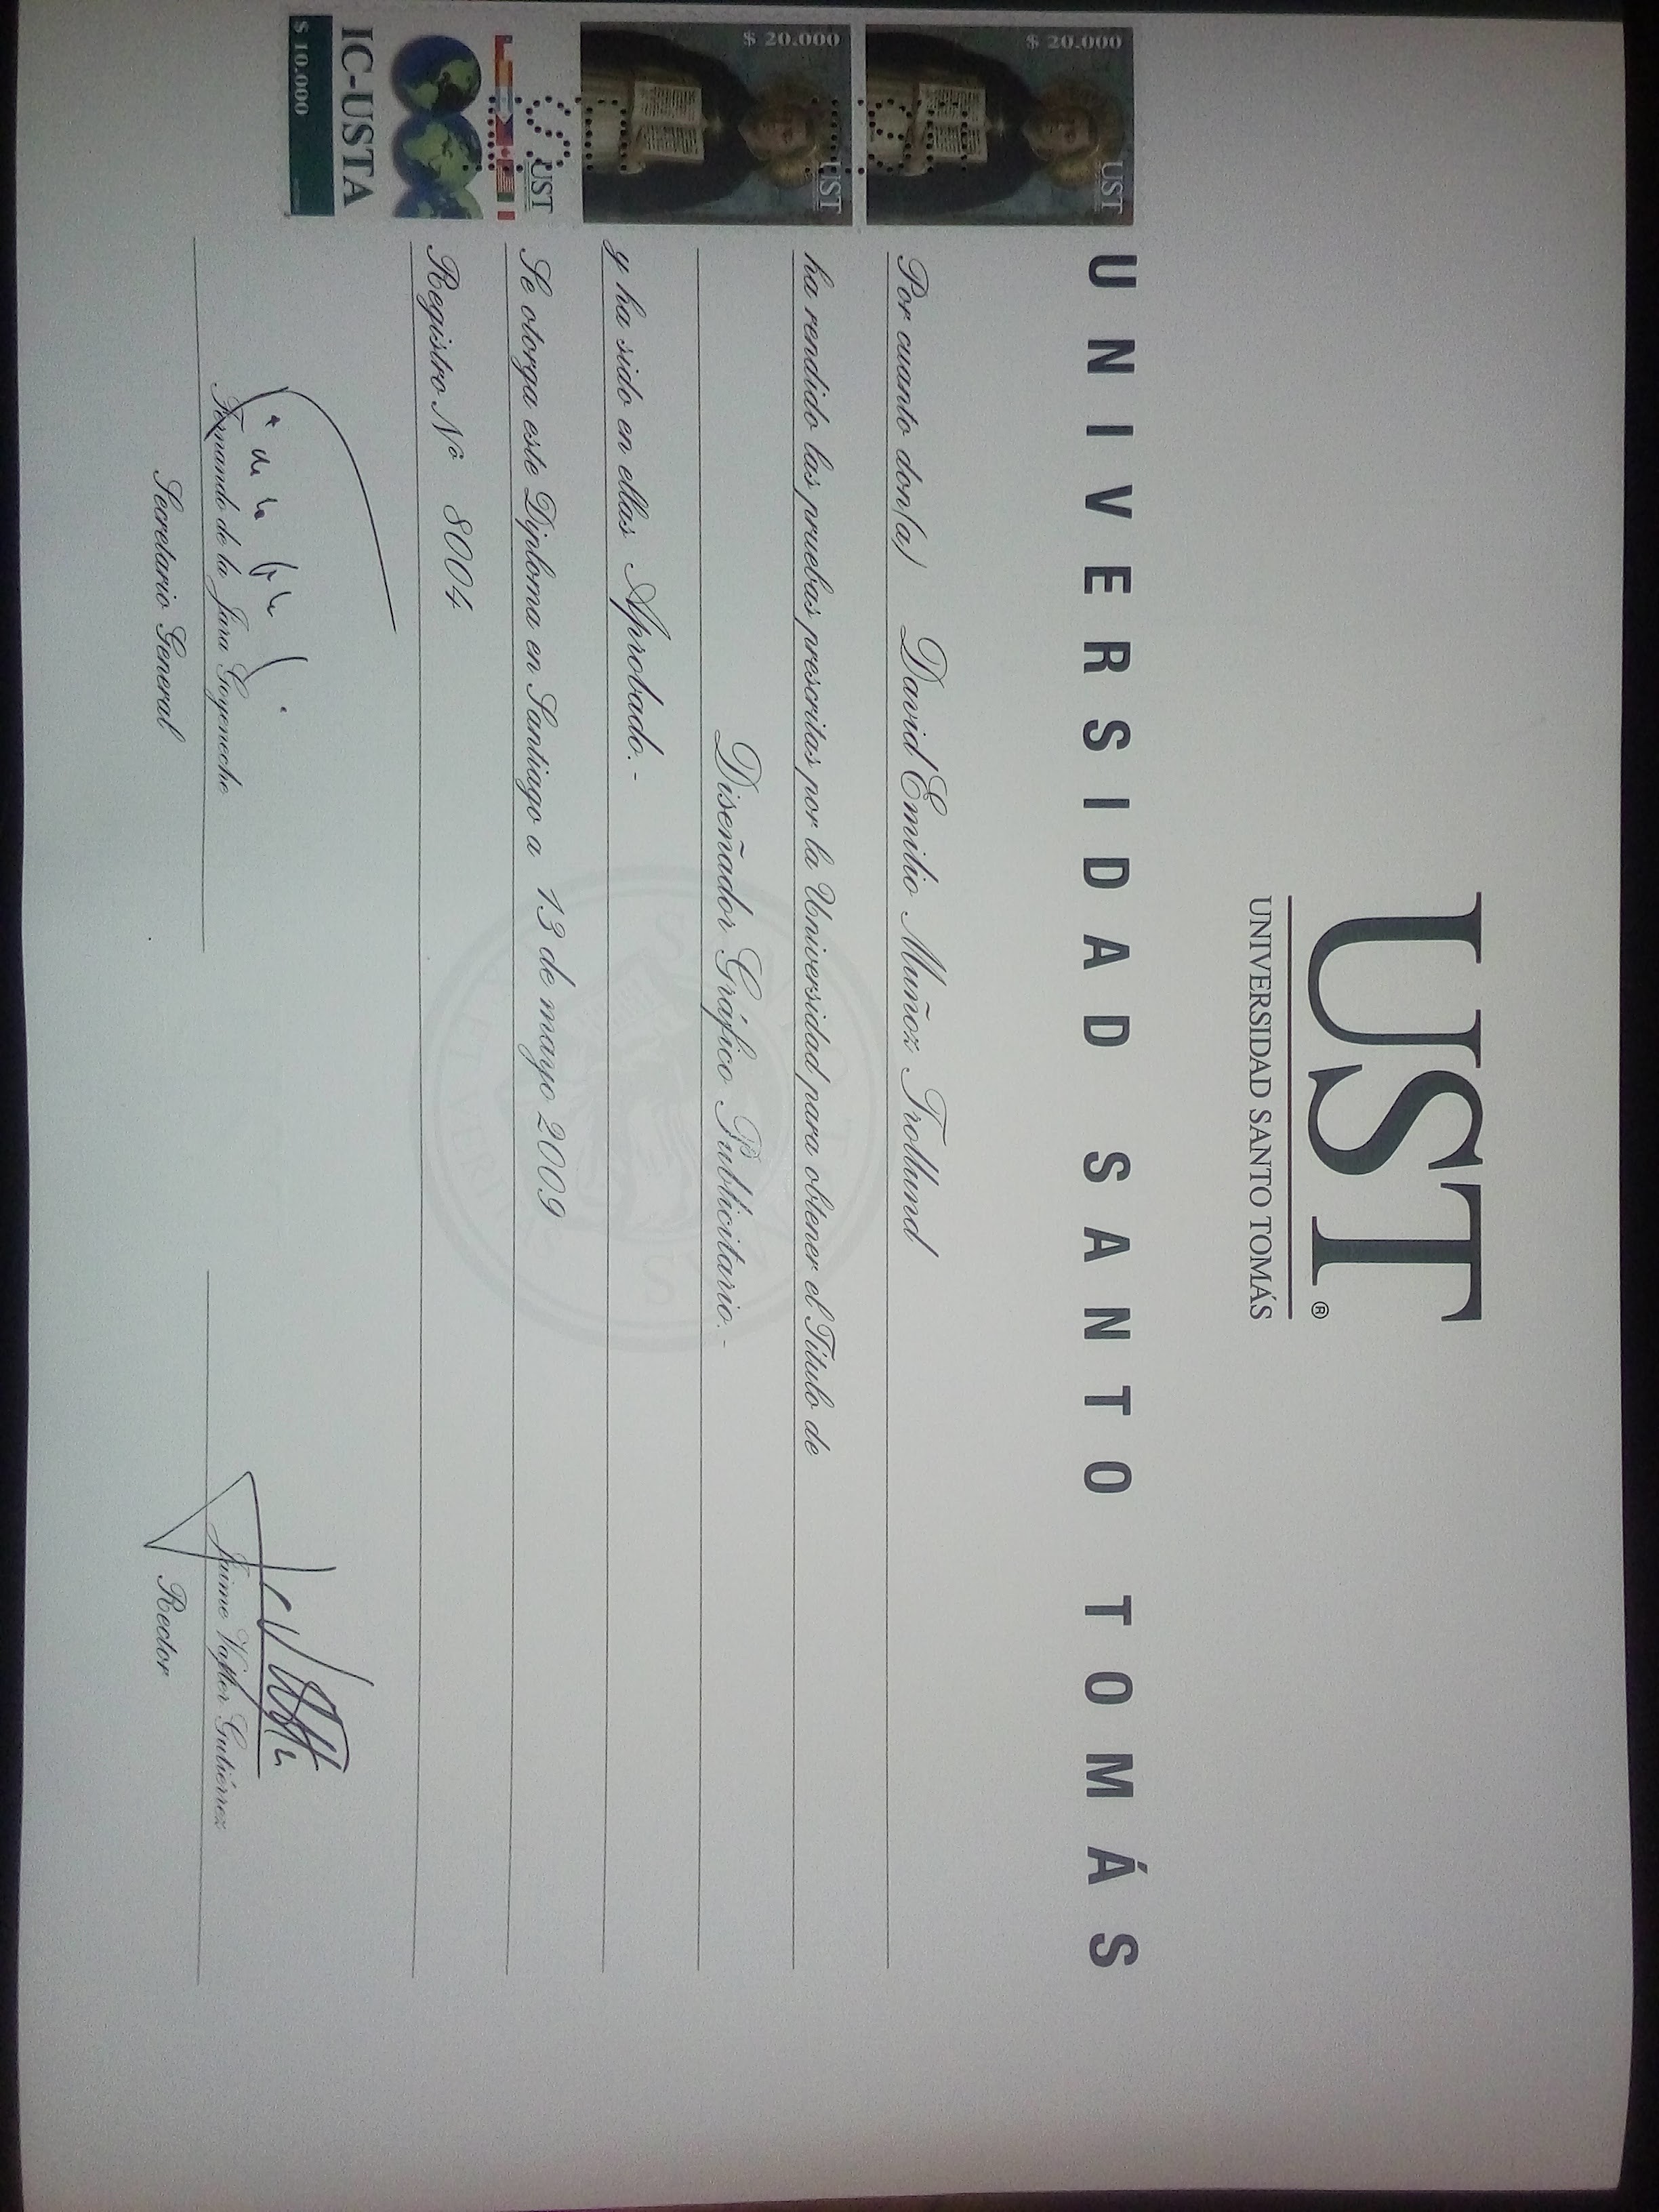 UST®
UNIVERSIDAD SANTO TOMÁS
UNIVERSIDAD SANTO TOMÁS
$ 20.000
UST
$ 20.000
UST
UST
IC-USTA
$ 10.000
Por cuanto don(a) David Emilio Muñoz Trollund
ha rendido las pruebas prescritas por la Universidad para obtener el Título de
Diseñador Gráfico Publicitario.-
y ha sido en ellas Aprobado.-
Se otorga este Diploma en Santiago a 13 de mayo 2009
Registro Nº 8004
Fernando de la Jara Goyeneche
Secretario General
Jaime Vatter Gutiérrez
Rector